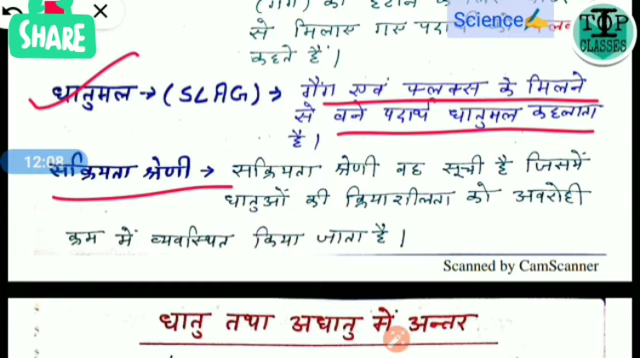 (गैंग) को हटाने के लिए
Science✍
TOP
CLASSES
से मिलाए गए पदार्थ
SHARE
कहते हैं।
धातुमल → (SLAG) → गैंग एवं फ्लक्स के मिलने
से बने पदार्थ धातुमल कहलाता
है।
12:08
सक्रियता श्रेणी → सक्रियता श्रेणी वह सूची है जिसमें
धातुओं की क्रियाशीलता को अवरोही
क्रम में व्यवस्थित किया जाता है।
Scanned by CamScanner
धातु तथा अधातु में अन्तर